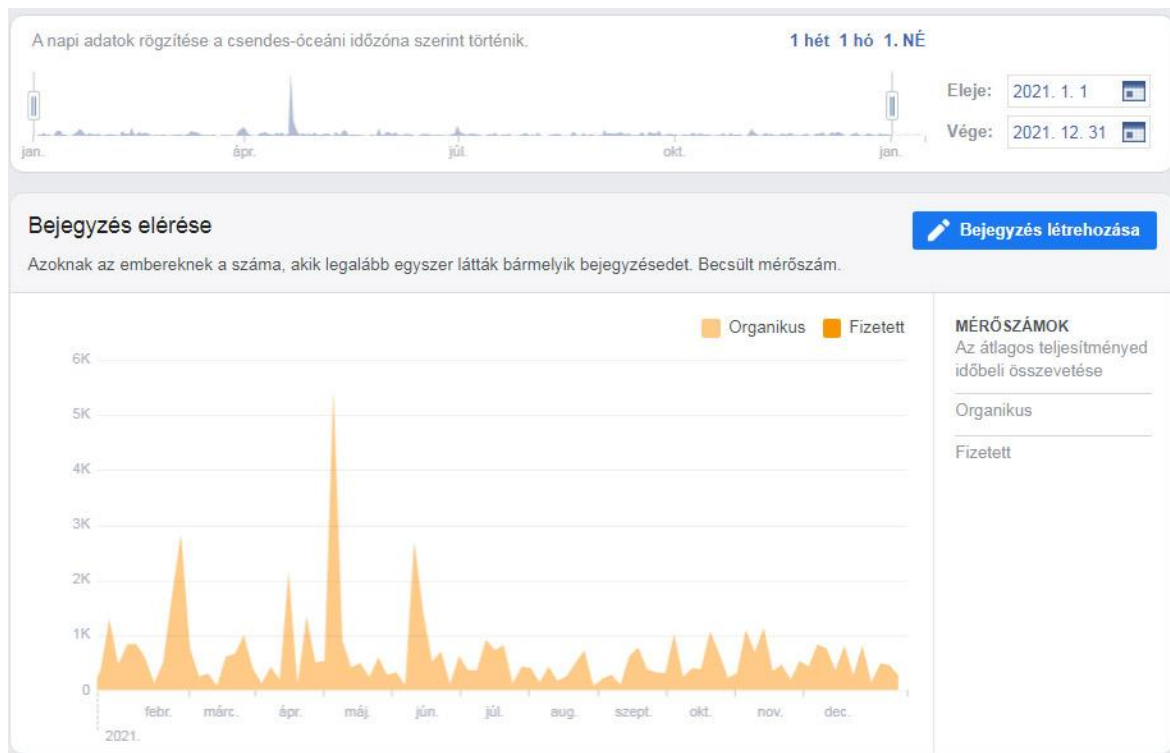 A napi adatok rögzítése a csendes-óceáni időzóna szerint történik.
1 hét 1 hó 1. NÉ
Eleje: 2021. 1. 1
Vége: 2021. 12. 31
jan. ápr. júl. okt. jan.
Bejegyzés elérése
Bejegyzés létrehozása
Azoknak az embereknek a száma, akik legalább egyszer látták bármelyik bejegyzésedet. Becsült mérőszám.
Organikus Fizetett
6K
5K
4K
3K
2K
1K
0
febr. márc. ápr. máj. jún. júl. aug. szept. okt. nov. dec.
2021.
MÉRŐSZÁMOK
Az átlagos teljesítményed
időbeli összevetése
Organikus
Fizetett